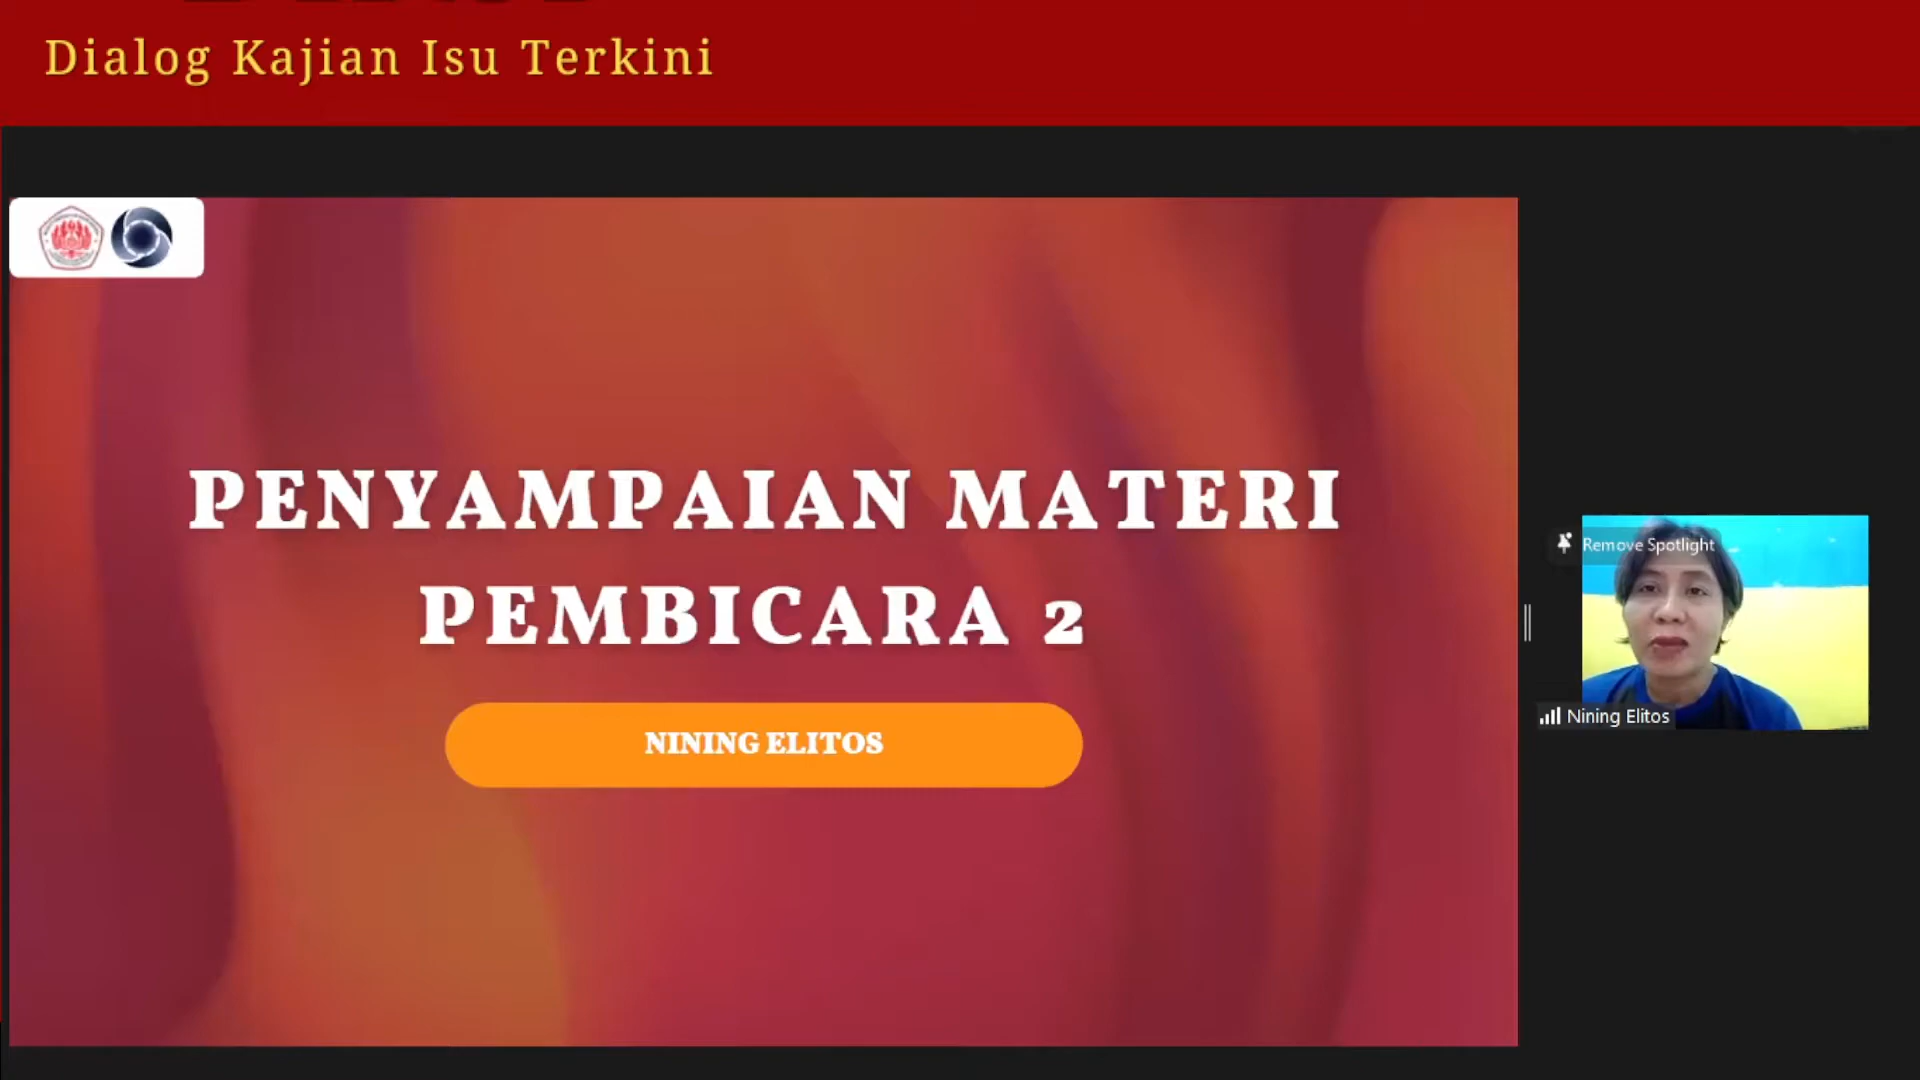 Dialog Kajian Isu Terkini
PENYAMPAIAN MATERI
PEMBICARA 2
NINING ELITOS
Remove Spotlight
Nining Elitos